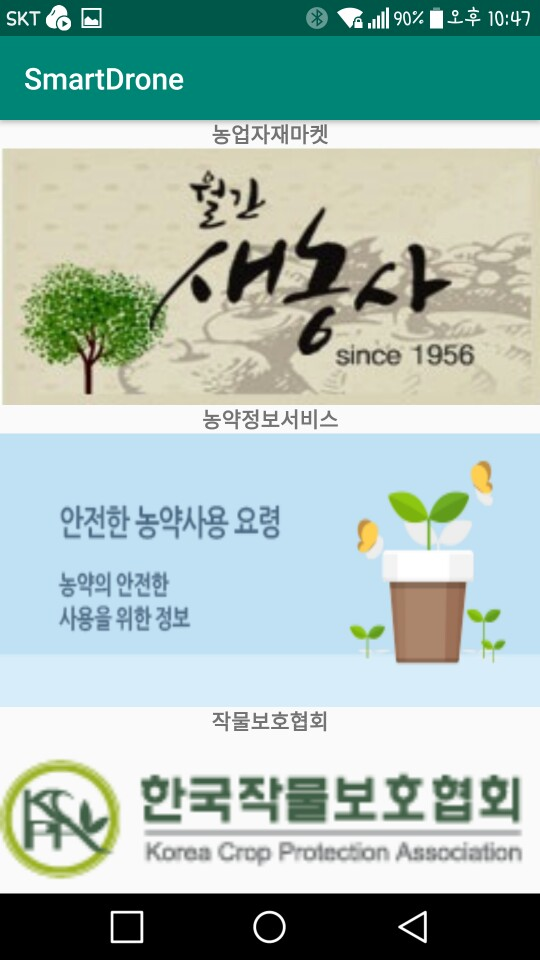 SKT 90% 오후 10:47
SmartDrone
농업자재마켓
월간
새농사
since 1956
농약정보서비스
안전한 농약사용 요령
농약의 안전한
사용을 위한 정보
작물보호협회
한국작물보호협회
Korea Crop Protection Association